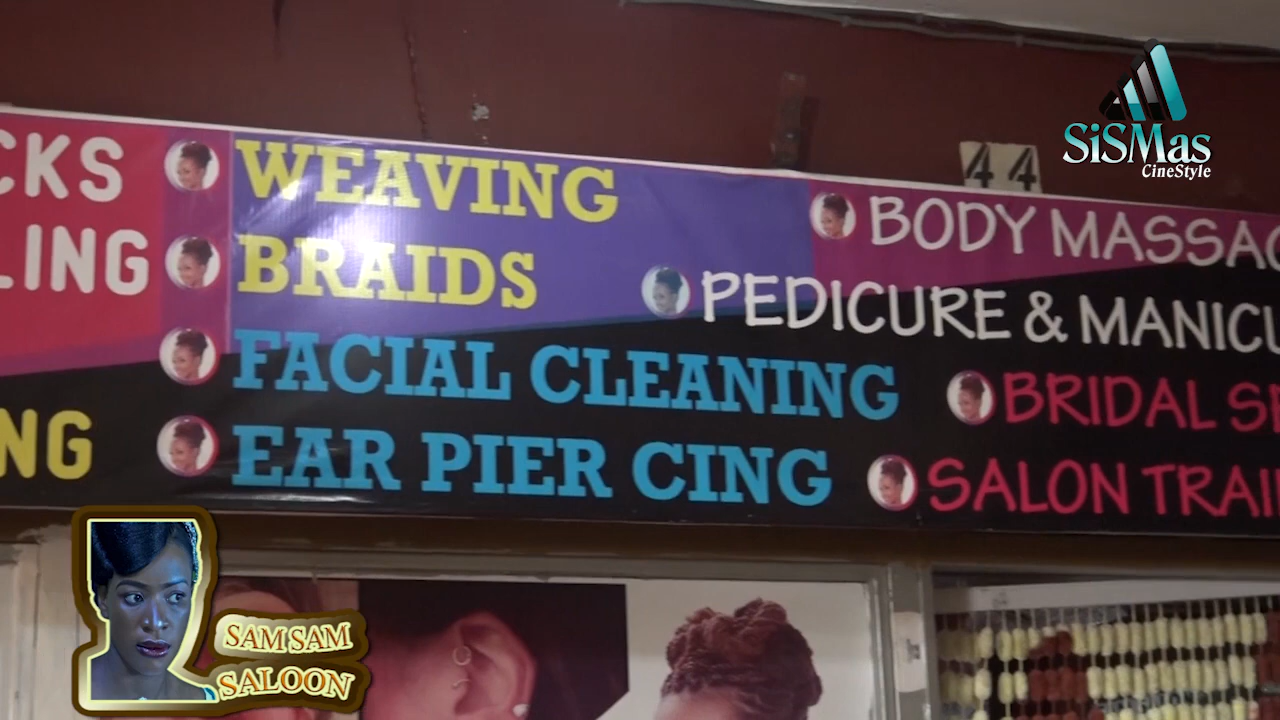 CKS
LING
NG
WEAVING
BRAIDS
FACIAL CLEANING
EAR PIER CING
BODY MASSAG
PEDICURE & MANICU
BRIDAL
SALON TRAI
44
SiSMas
CineStyle
SAM SAM
SALOON